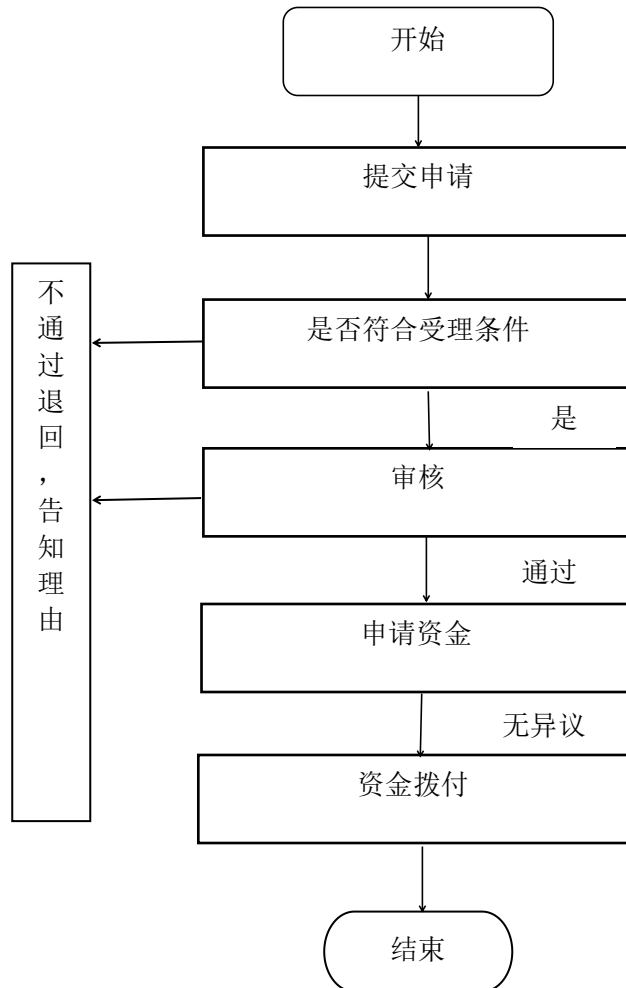 开始
提交申请
是否符合受理条件
不通过退回，告知理由
是
审核
通过
申请资金
无异议
资金拨付
结束